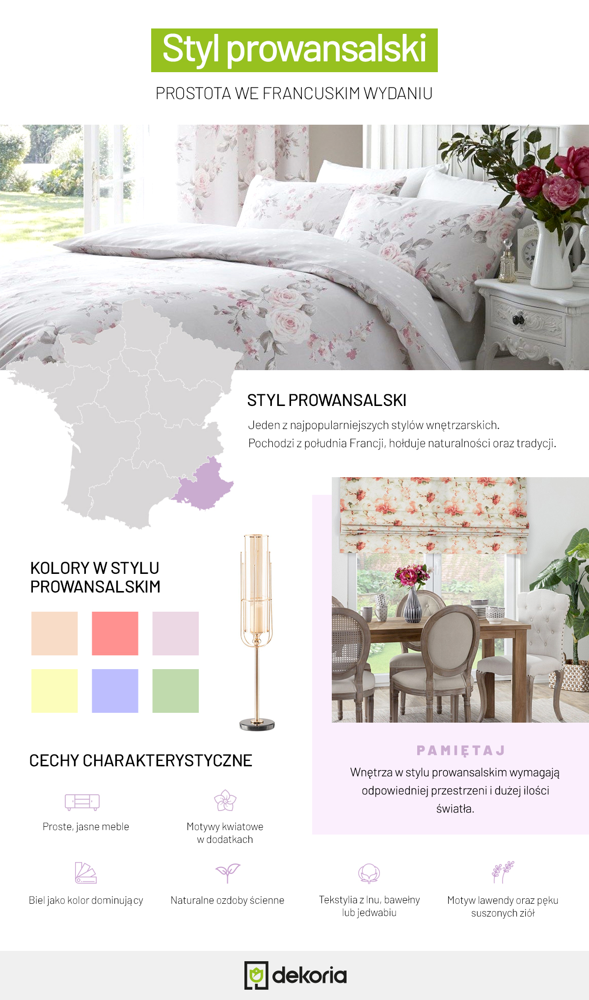 Styl prowansalski
PROSTOTA WE FRANCUSKIM WYDANIU
STYL PROWANSALSKI
Jeden z najpopularniejszych stylów wnętrzarskich.
Pochodzi z południa Francji, hołduje naturalności oraz tradycji.
KOLORY W STYLU
PROWANSALSKIM
PAMIĘTAJ
Wnętrza w stylu prowansalskim wymagają
odpowiedniej przestrzeni i dużej ilości
światła.
CECHY CHARAKTERYSTYCZNE
Proste, jasne meble
Motywy kwiatowe
w dodatkach
Biel jako kolor dominujący
Naturalne ozdoby ścienne
Tekstylia z lnu, bawełny
lub jedwabiu
Motyw lawendy oraz pęku
suszonych ziół
dekoria